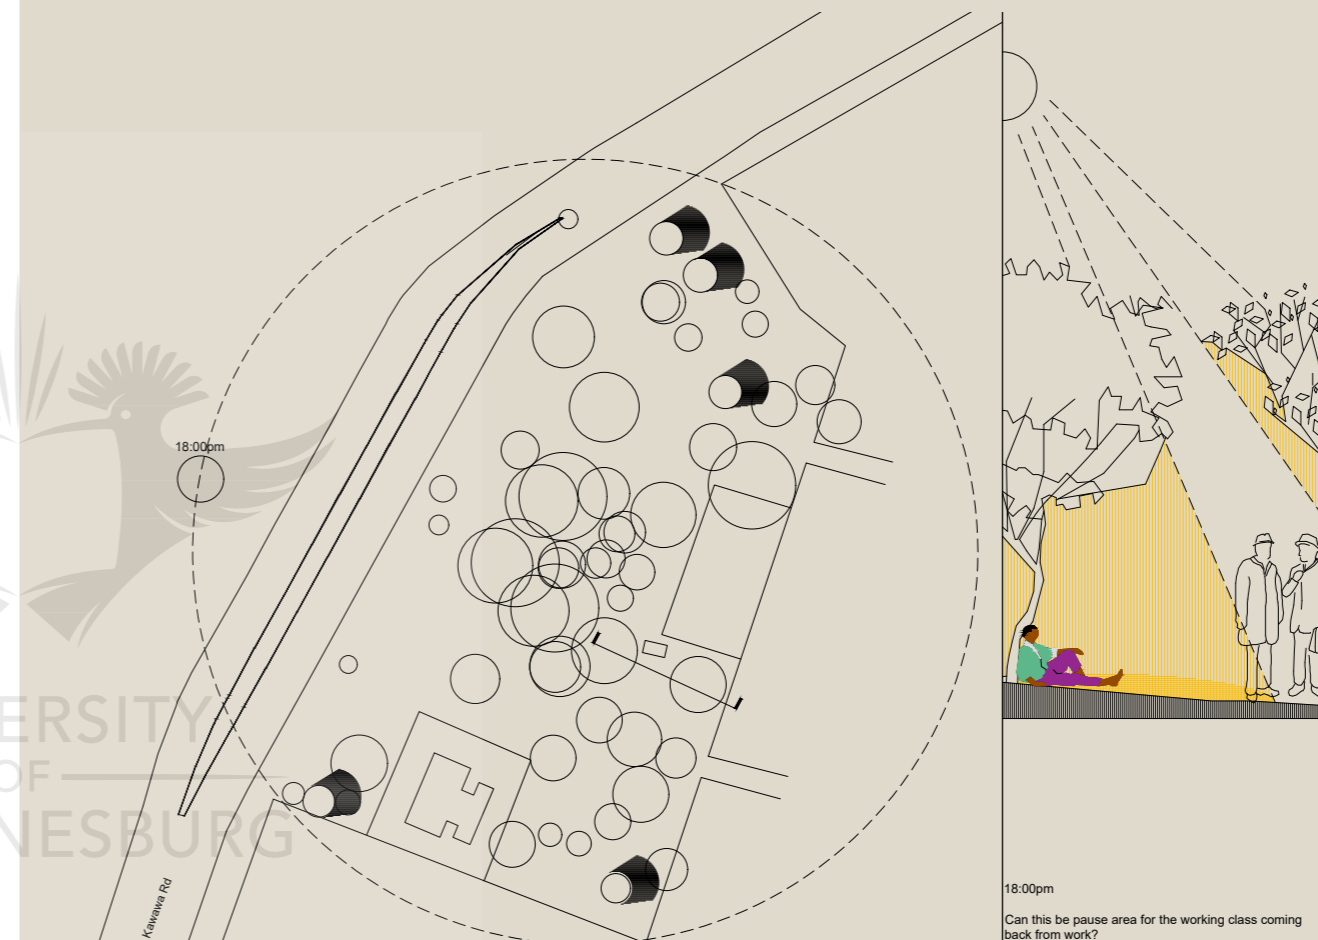 18:00pm
ERSITY
OF
NESBURG
Kawawa Rd
18:00pm
Can this be pause area for the working class coming
back from work?